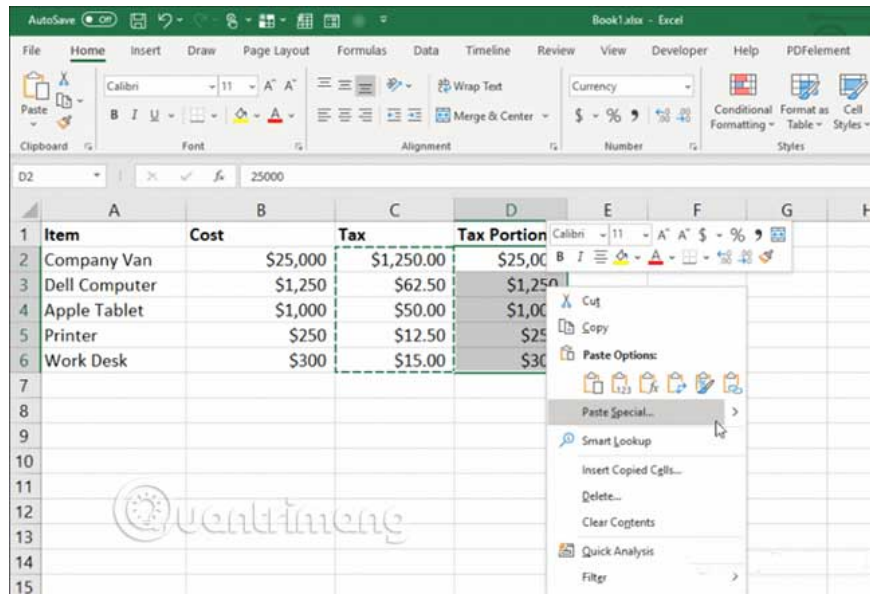 AutoSave Off Book1.xlsx - Excel
File Home Insert Draw Page Layout Formulas Data Timeline Review View Developer Help PDFelement
Paste Calibri 11 A A Wrap Text Currency Conditional Formatting Format as Table Cell Styles
B I U A Merge & Center $ % 9
Clipboard Font Alignment Number Styles
D2 fx 25000
A B C D E F G H
1 Item Cost Tax Tax Portion Calibri 11 A A $ % 9
2 Company Van $25,000 $1,250.00 $25,00 B I A
3 Dell Computer $1,250 $62.50 $1,250
4 Apple Tablet $1,000 $50.00 $1,00
5 Printer $250 $12.50 $25
6 Work Desk $300 $15.00 $30
7
8
9
10
11
12
13
14
15
Cut
Copy
Paste Options:
123 fx
Paste Special...
Smart Lookup
Insert Copied Cells...
Delete...
Clear Contents
Quick Analysis
Filter
Quantrimang